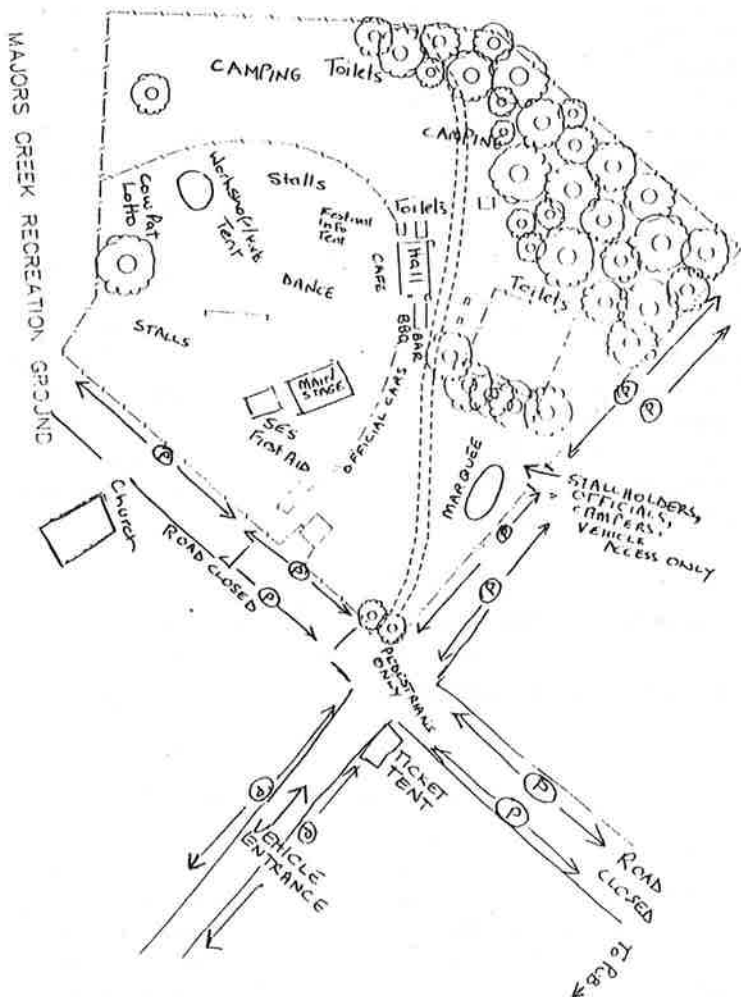 MAJORS CREEK RECREATION GROUND
CAMPING
Toilets
CAMPING
Stalls
Workshop/kids
Tent
Cow Pat
Lotto
Festival
Info
Tent
Toilets
Hall
CAFE
DANCE
BBQ
BAR
Toilets
STALLS
MAIN
STAGE
SES
First AID
OFFICIAL CARS
MARQUEE
STALLHOLDERS,
OFFICIALS,
CAMPERS,
VEHICLE
ACCESS ONLY
Church
ROAD CLOSED
P
P
P
P
P
P
P
PEDESTRIANS
ONLY
TICKET
TENT
P
P
VEHICLE
ENTRANCE
P
P
ROAD
CLOSED